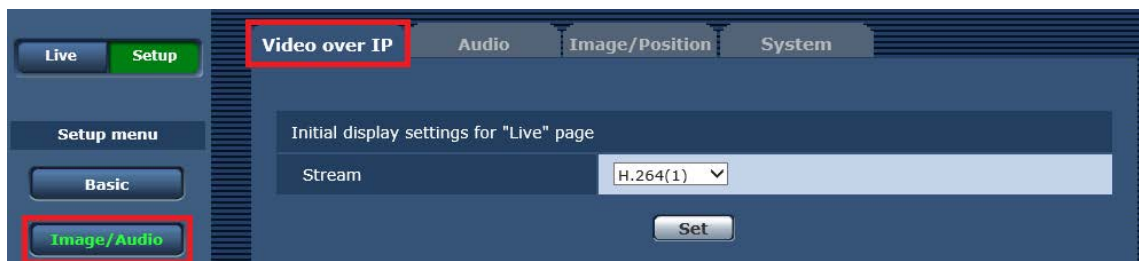 Live
Setup
Setup menu
Basic
Image/Audio
Video over IP
Audio
Image/Position
System
Initial display settings for "Live" page
Stream
H.264(1)
Set